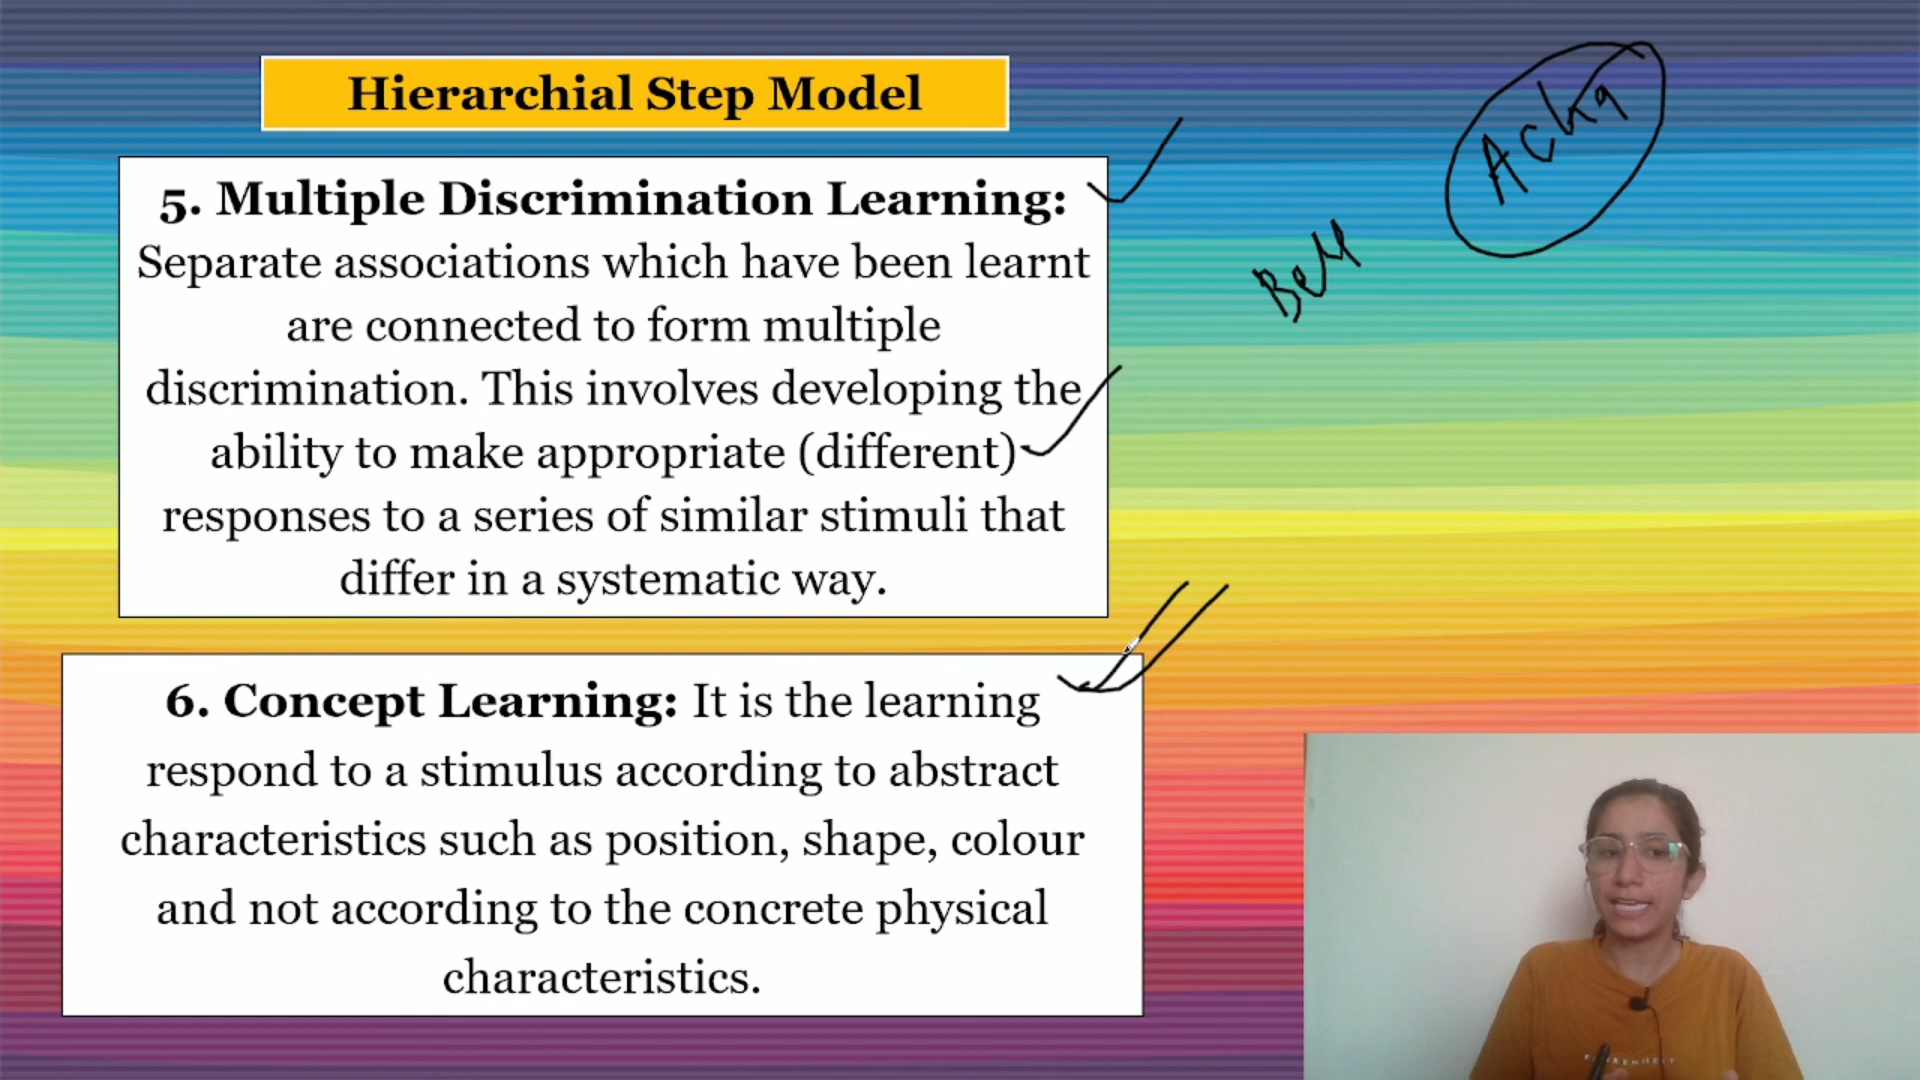 Hierarchial Step Model
5. Multiple Discrimination Learning:
Separate associations which have been learnt
are connected to form multiple
discrimination. This involves developing the
ability to make appropriate (different)
responses to a series of similar stimuli that
differ in a systematic way.
6. Concept Learning: It is the learning
respond to a stimulus according to abstract
characteristics such as position, shape, colour
and not according to the concrete physical
characteristics.